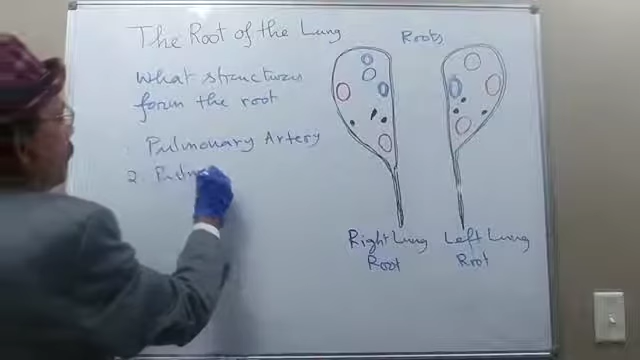 The Root of the Lung
What structures
form the root
Pulmonary Artery
2. Pulm
Roots
Right Lung
Root
Left Lung
Root